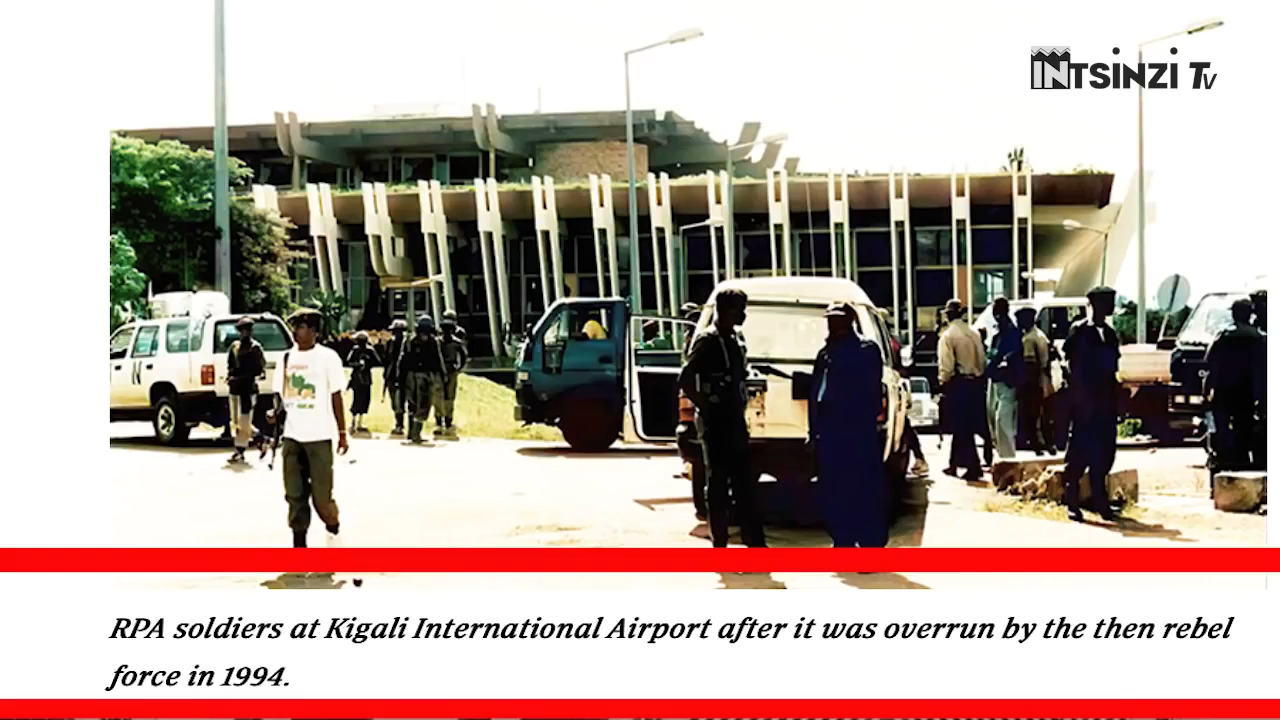 INTSINZI TV
RPA soldiers at Kigali International Airport after it was overrun by the then rebel
force in 1994.